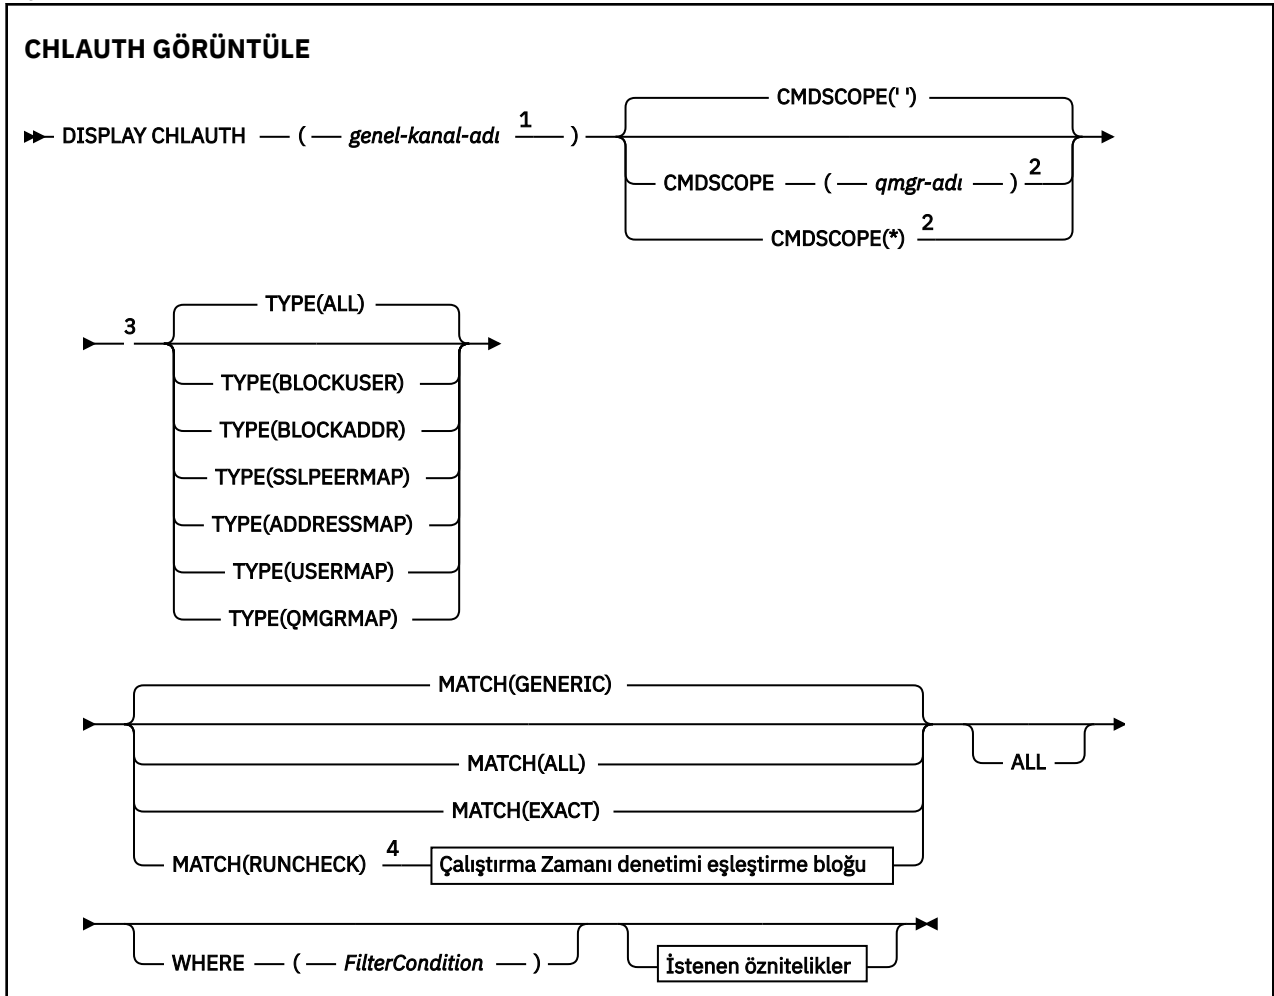 CHLAUTH GÖRÜNTÜLE
CMDSCOPE(' ')
DISPLAY CHLAUTH ( genel-kanal-adı 1 )
CMDSCOPE ( qmgr-adı ) 2
CMDSCOPE(*) 2
TYPE(ALL)
3
TYPE(BLOCKUSER)
TYPE(BLOCKADDR)
TYPE(SSLPEERMAP)
TYPE(ADDRESSMAP)
TYPE(USERMAP)
TYPE(QMGRMAP)
MATCH(GENERIC)
MATCH(ALL)
ALL
MATCH(EXACT)
MATCH(RUNCHECK) 4 Çalıştırma Zamanı denetimi eşleştirme bloğu
WHERE ( FilterCondition )
İstenen öznitelikler